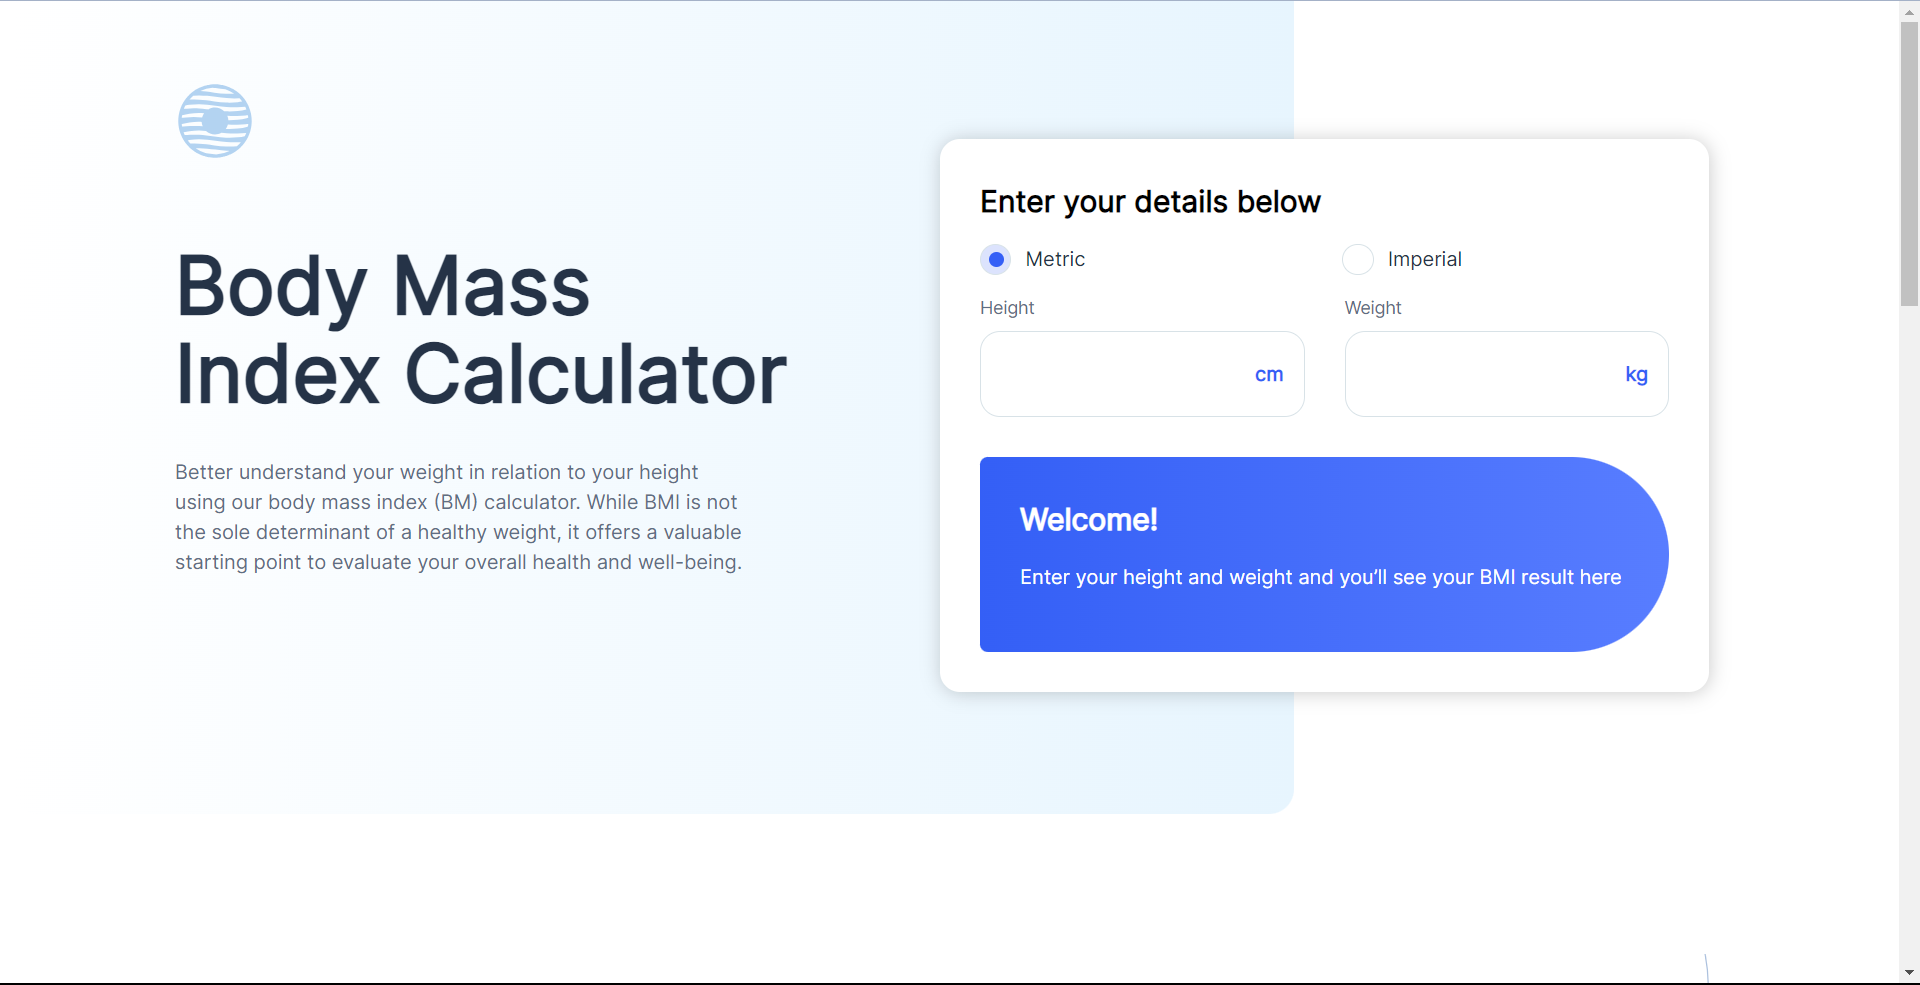 Body Mass
Index Calculator
Better understand your weight in relation to your height
using our body mass index (BM) calculator. While BMI is not
the sole determinant of a healthy weight, it offers a valuable
starting point to evaluate your overall health and well-being.
Enter your details below
Metric
Imperial
Height
Weight
cm
kg
Welcome!
Enter your height and weight and you’ll see your BMI result here